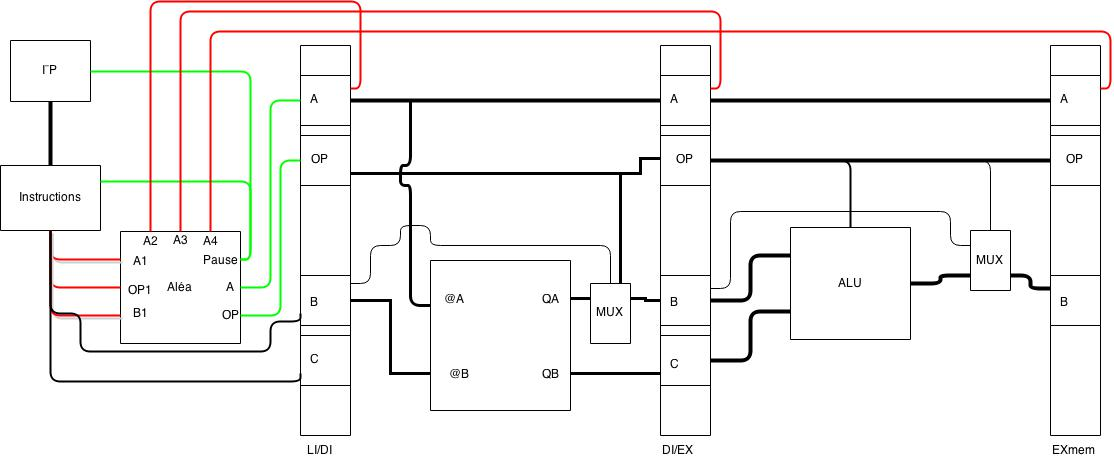 I¨P
A
A
A
OP
OP
OP
Instructions
A2 A3 A4
A1
Pause
OP1
Aléa
A
B1
OP
MUX
ALU
B
@A
QA
MUX
B
B
C
@B
QB
C
LI/DI
DI/EX
EXmem